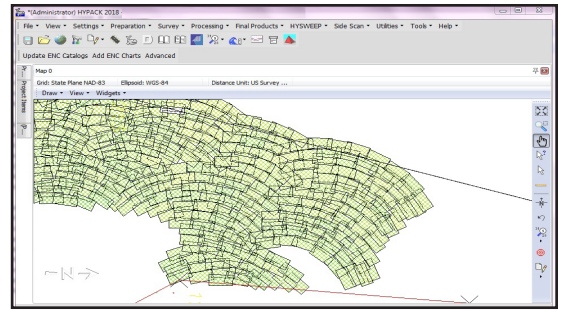 *(Administrator) HYPACK 2018
File View Settings Preparation Survey Processing Final Products HYSWEEP Side Scan Utilities Tools Help
Update ENC Catalogs Add ENC Charts Advanced
Map 0
Grid: State Plane NAD-83 Ellipsoid: WGS-84 Distance Unit: US Survey ...
Draw View Widgets
Project Items
N